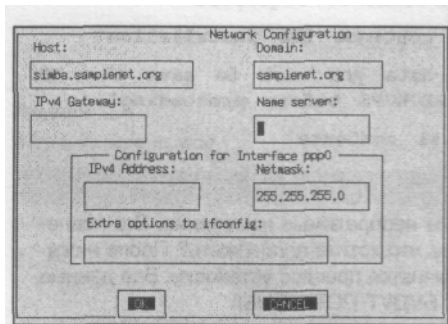 Network Configuration
Host: Domain:
simba.samplenet.org samplenet.org
IPv4 Gateway: Name server:
Configuration for Interface ppp0
IPv4 Address: Netmask:
255.255.255.0
Extra options to ifconfig:
OK CANCEL